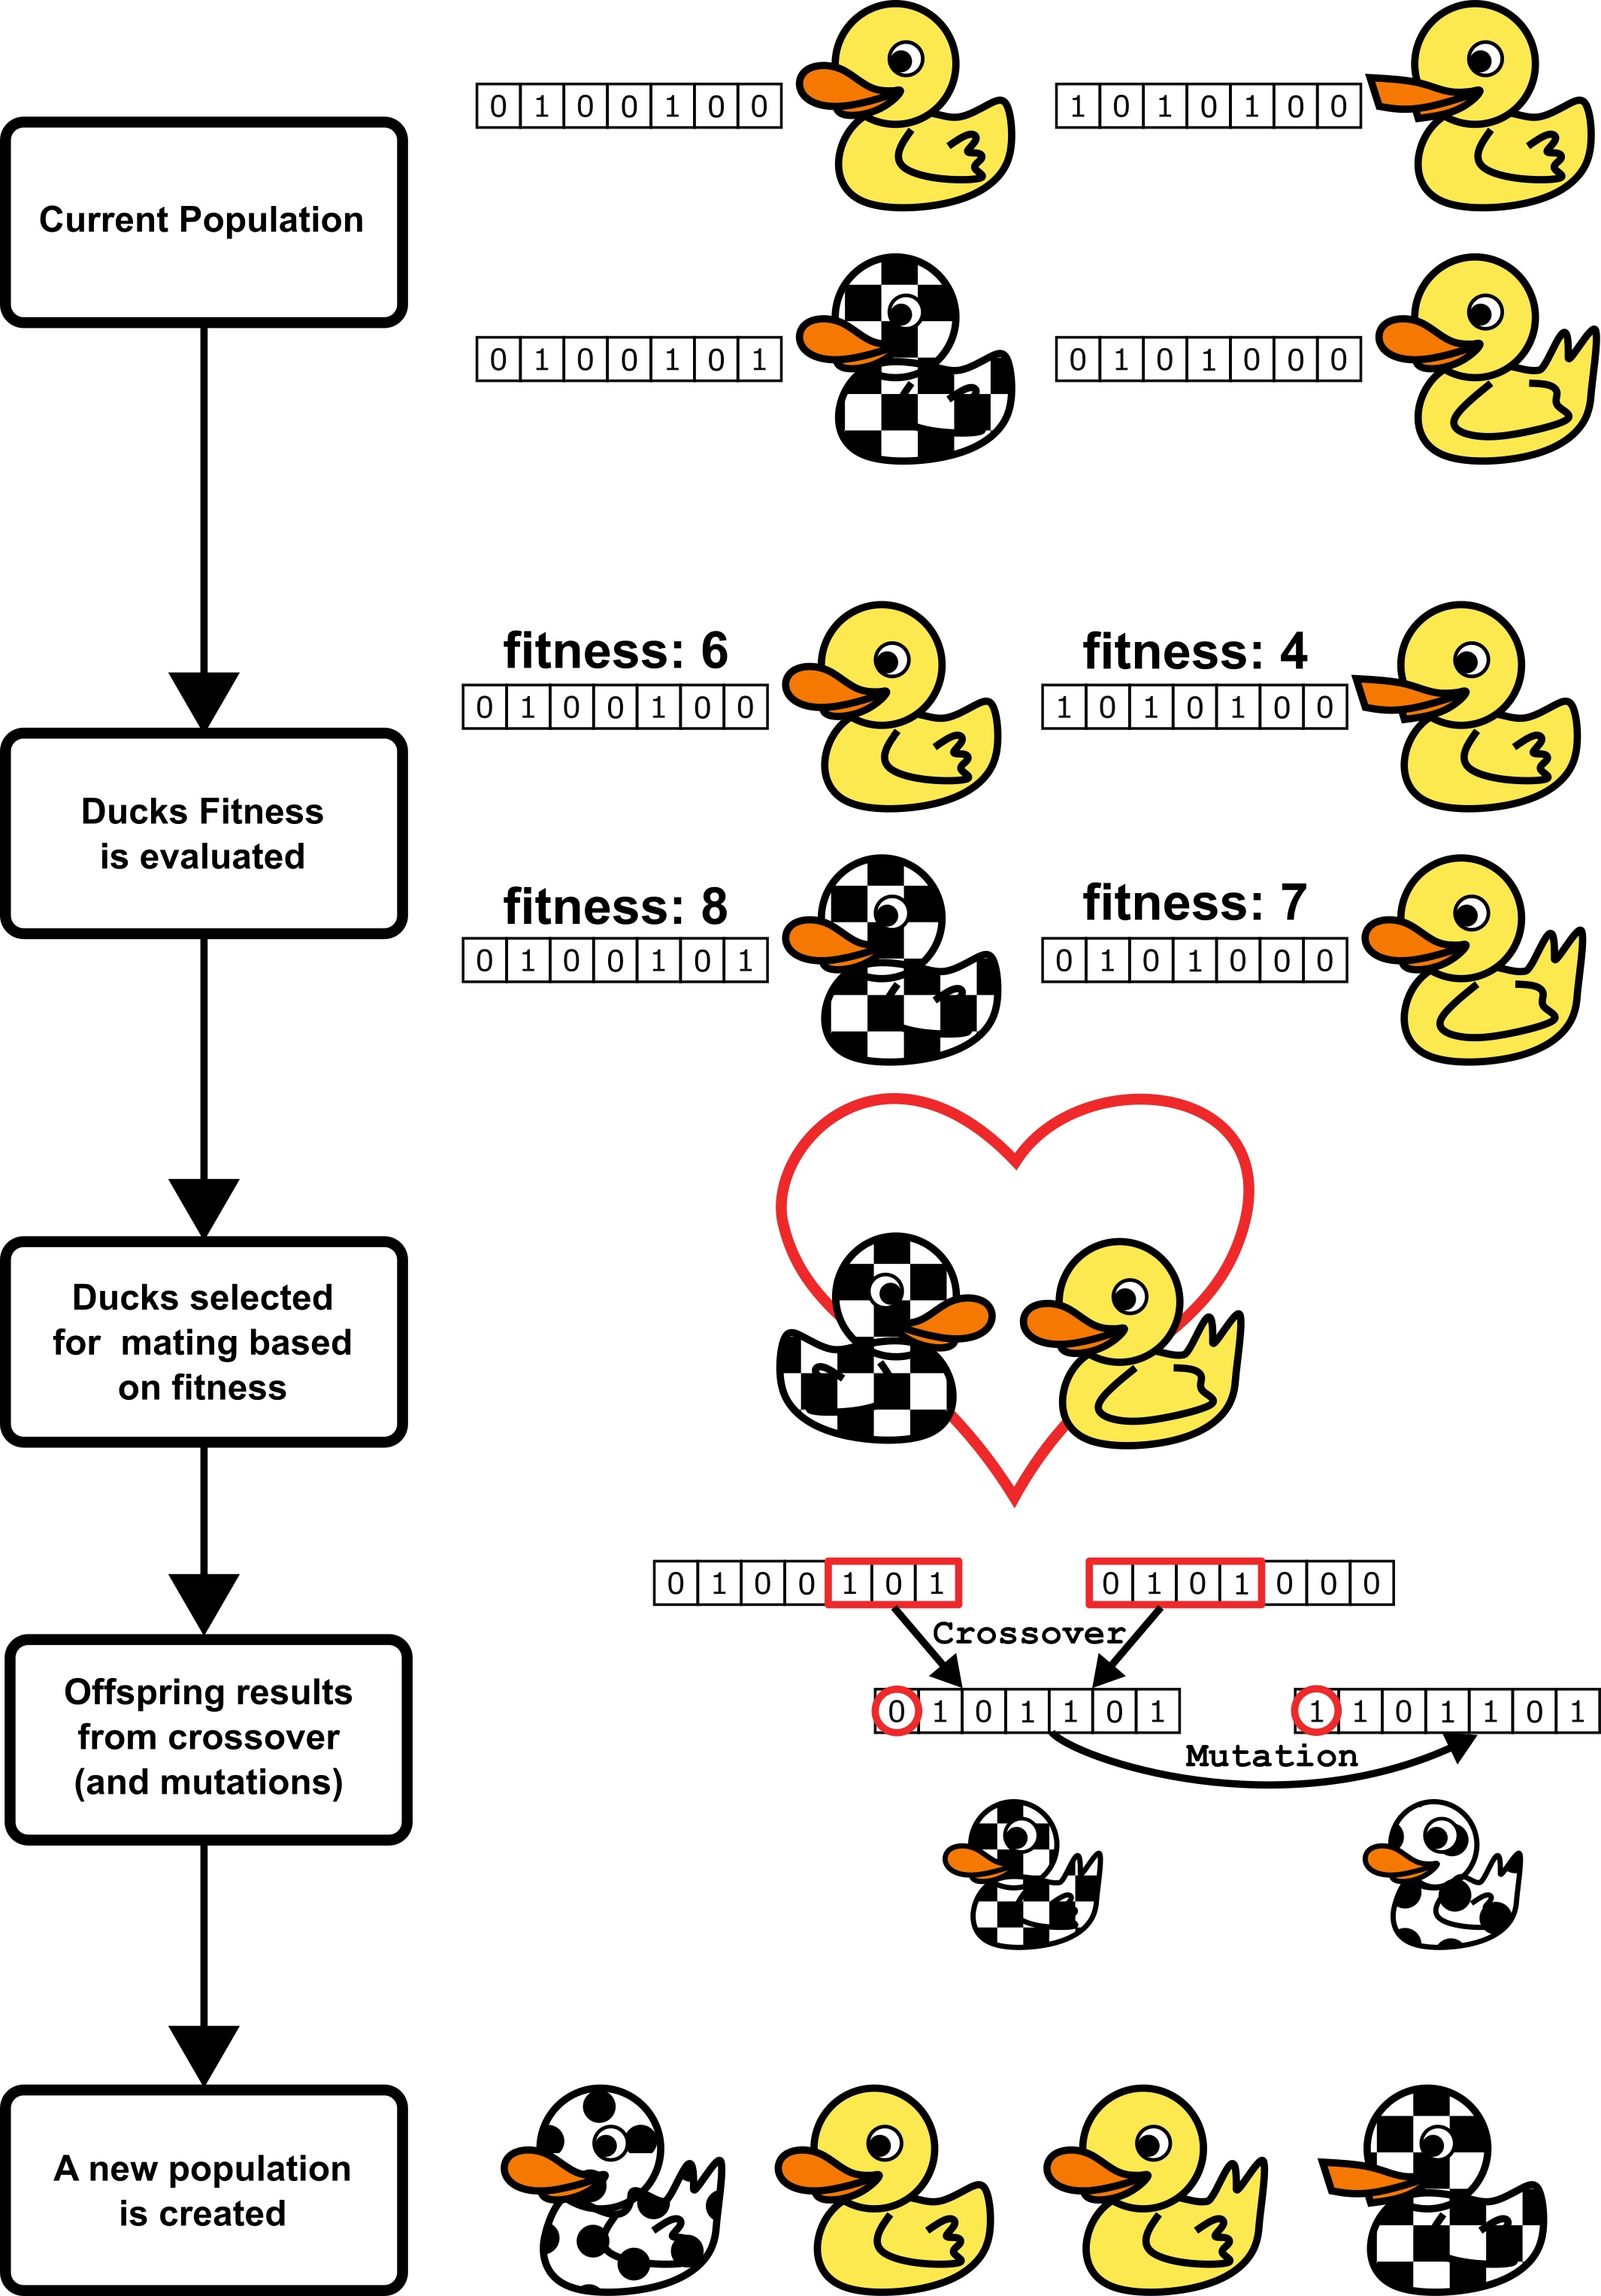 0 1 0 0 1 0 0
1 0 1 0 1 0 0
Current Population
0 1 0 0 1 0 1
0 1 0 1 0 0 0
fitness: 6
fitness: 4
0 1 0 0 1 0 0
1 0 1 0 1 0 0
Ducks Fitness
is evaluated
fitness: 8
fitness: 7
0 1 0 0 1 0 1
0 1 0 1 0 0 0
Ducks selected
for mating based
on fitness
0 1 0 0 1 0 1
0 1 0 1 0 0 0
Crossover
Offspring results
from crossover
(and mutations)
0 1 0 1 1 0 1
1 1 0 1 1 0 1
Mutation
A new population
is created